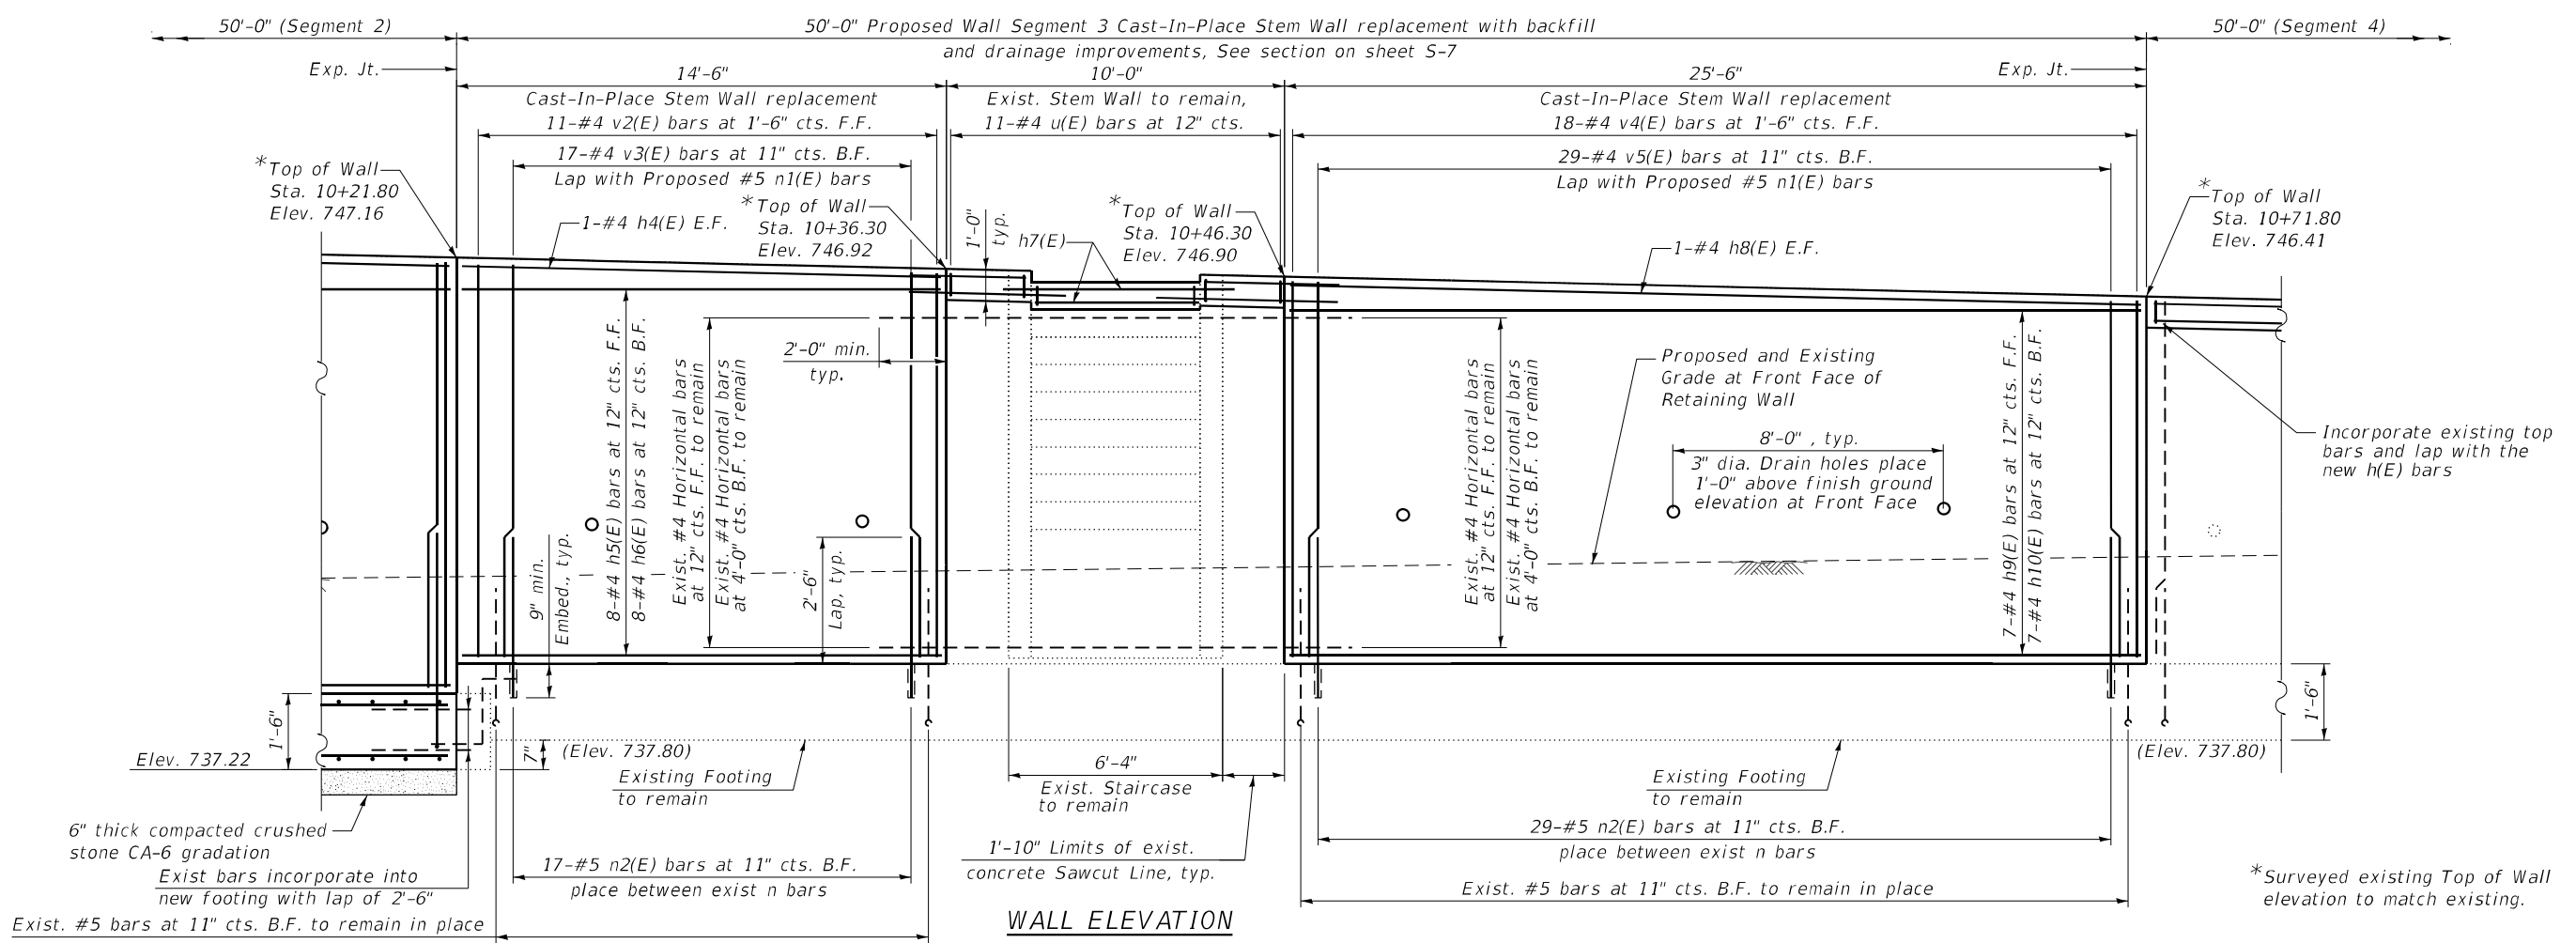 50'-0" (Segment 2)
50'-0" Proposed Wall Segment 3 Cast-In-Place Stem Wall replacement with backfill
and drainage improvements, See section on sheet S-7
50'-0" (Segment 4)
Exp. Jt.
14'-6"
Cast-In-Place Stem Wall replacement
11-#4 v2(E) bars at 1'-6" cts. F.F.
17-#4 v3(E) bars at 11" cts. B.F.
Lap with Proposed #5 n1(E) bars
10'-0"
Exist. Stem Wall to remain,
11-#4 u(E) bars at 12" cts.
25'-6"
Exp. Jt.
Cast-In-Place Stem Wall replacement
18-#4 v4(E) bars at 1'-6" cts. F.F.
29-#4 v5(E) bars at 11" cts. B.F.
Lap with Proposed #5 n1(E) bars
*Top of Wall
Sta. 10+21.80
Elev. 747.16
1-#4 h4(E) E.F.
*Top of Wall
Sta. 10+36.30
Elev. 746.92
1'-0"
typ.
h7(E)
*Top of Wall
Sta. 10+46.30
Elev. 746.90
1-#4 h8(E) E.F.
*Top of Wall
Sta. 10+71.80
Elev. 746.41
8-#4 h5(E) bars at 12" cts. F.F.
8-#4 h6(E) bars at 12" cts. B.F.
Exist. #4 Horizontal bars
at 12" cts. F.F. to remain
Exist. #4 Horizontal bars
at 4'-0" cts. B.F. to remain
2'-0" min.
typ.
9" min.
Embed., typ.
2'-6"
Lap, typ.
Exist. #4 Horizontal bars
at 12" cts. F.F. to remain
Exist. #4 Horizontal bars
at 4'-0" cts. B.F. to remain
Proposed and Existing
Grade at Front Face of
Retaining Wall
8'-0" , typ.
3" dia. Drain holes place
1'-0" above finish ground
elevation at Front Face
7-#4 h9(E) bars at 12" cts. F.F.
7-#4 h10(E) bars at 12" cts. B.F.
Incorporate existing top
bars and lap with the
new h(E) bars
1'-6"
Elev. 737.22
7"
(Elev. 737.80)
Existing Footing
to remain
6'-4"
Exist. Staircase
to remain
Existing Footing
to remain
(Elev. 737.80)
1'-6"
6" thick compacted crushed
stone CA-6 gradation
Exist bars incorporate into
new footing with lap of 2'-6"
Exist. #5 bars at 11" cts. B.F. to remain in place
17-#5 n2(E) bars at 11" cts. B.F.
place between exist n bars
1'-10" Limits of exist.
concrete Sawcut Line, typ.
29-#5 n2(E) bars at 11" cts. B.F.
place between exist n bars
Exist. #5 bars at 11" cts. B.F. to remain in place
*Surveyed existing Top of Wall
elevation to match existing.
WALL ELEVATION